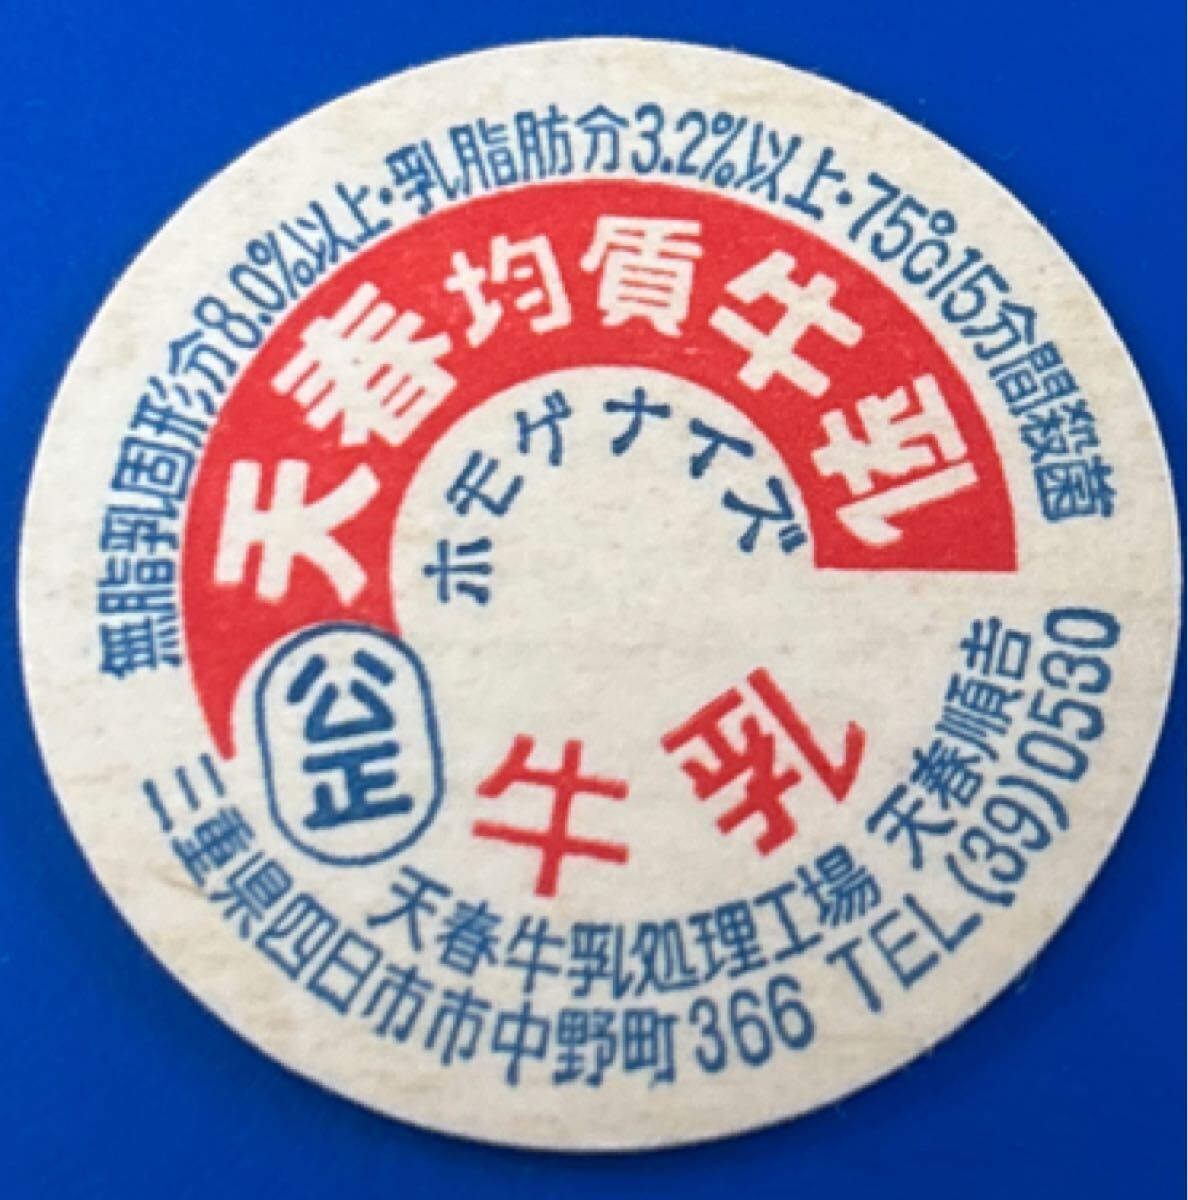 無脂乳固形分8.0%以上・乳脂肪分3.2%以上・75℃15分間殺菌
天春均質牛乳
ホモゲナイズ
公正
牛乳
天春牛乳処理工場 天春順吉
三重県四日市市中野町366 TEL(39)0530